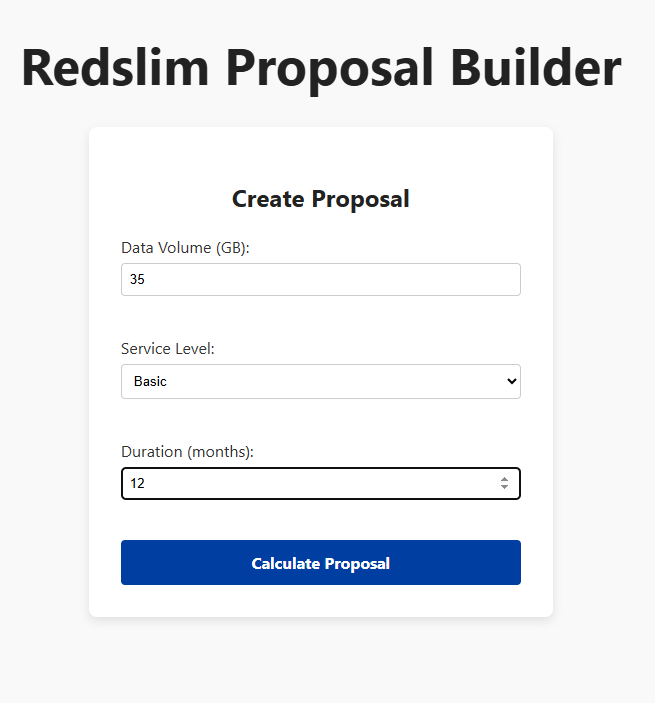 Redslim Proposal Builder
Create Proposal
Data Volume (GB):
35
Service Level:
Basic
Duration (months):
12
Calculate Proposal